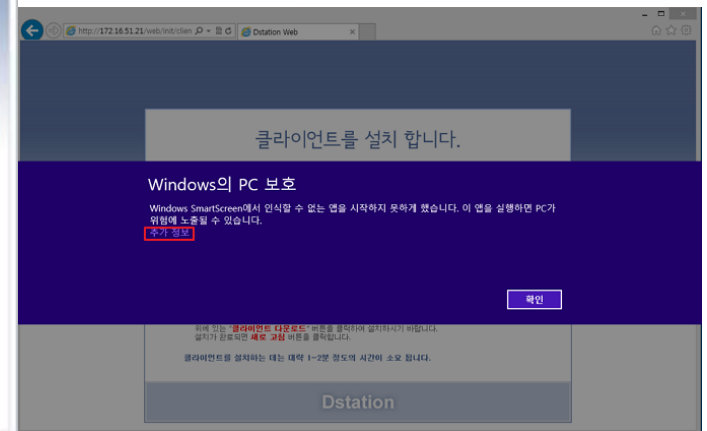 http://172.16.51.21/web/init/clien
Dstation Web
클라이언트를 설치 합니다.
Windows의 PC 보호
Windows SmartScreen에서 인식할 수 없는 앱을 시작하지 못하게 했습니다. 이 앱을 실행하면 PC가
위험에 노출될 수 있습니다.
추가 정보
확인
위에 있는 "클라이언트 다운로드" 버튼을 클릭하여 설치하시기 바랍니다.
설치가 완료되면 새로 고침 버튼을 클릭합니다.
클라이언트를 설치하는 데는 대략 1~2분 정도의 시간이 소요 됩니다.
Dstation